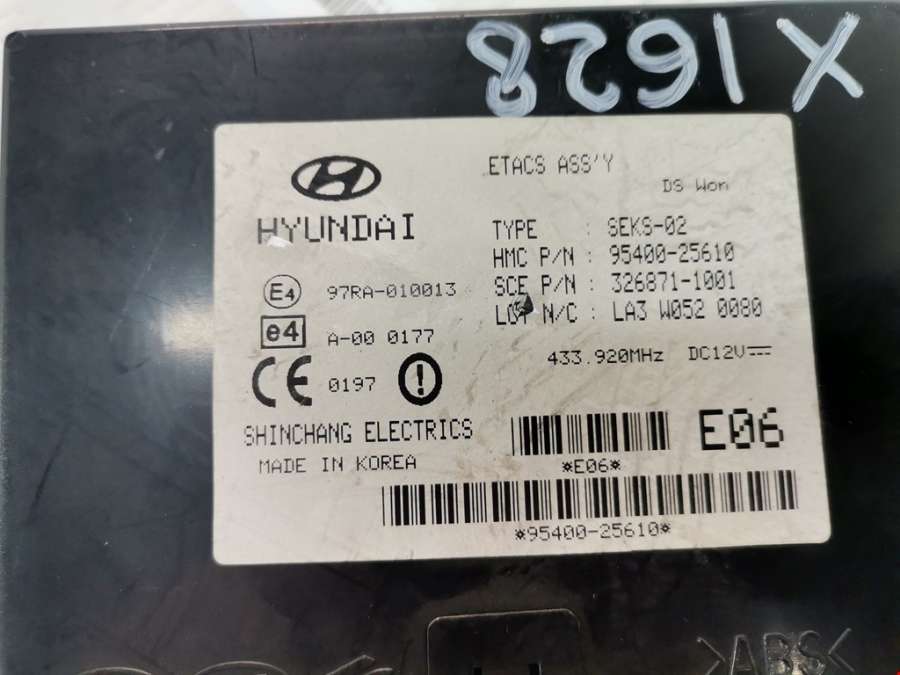 X1628
ETACS ASS'Y
DS Won
HYUNDAI
TYPE : SEKS-02
HMC P/N : 95400-25610
SCE P/N : 326871-1001
LOT N/C : LA3 W052 0080
E4 97RA-010013
e4 A-00 0177
433.920MHz DC12V
CE 0197
SHINCHANG ELECTRICS
MADE IN KOREA
E06
*E06*
*95400-25610*
>ABS<